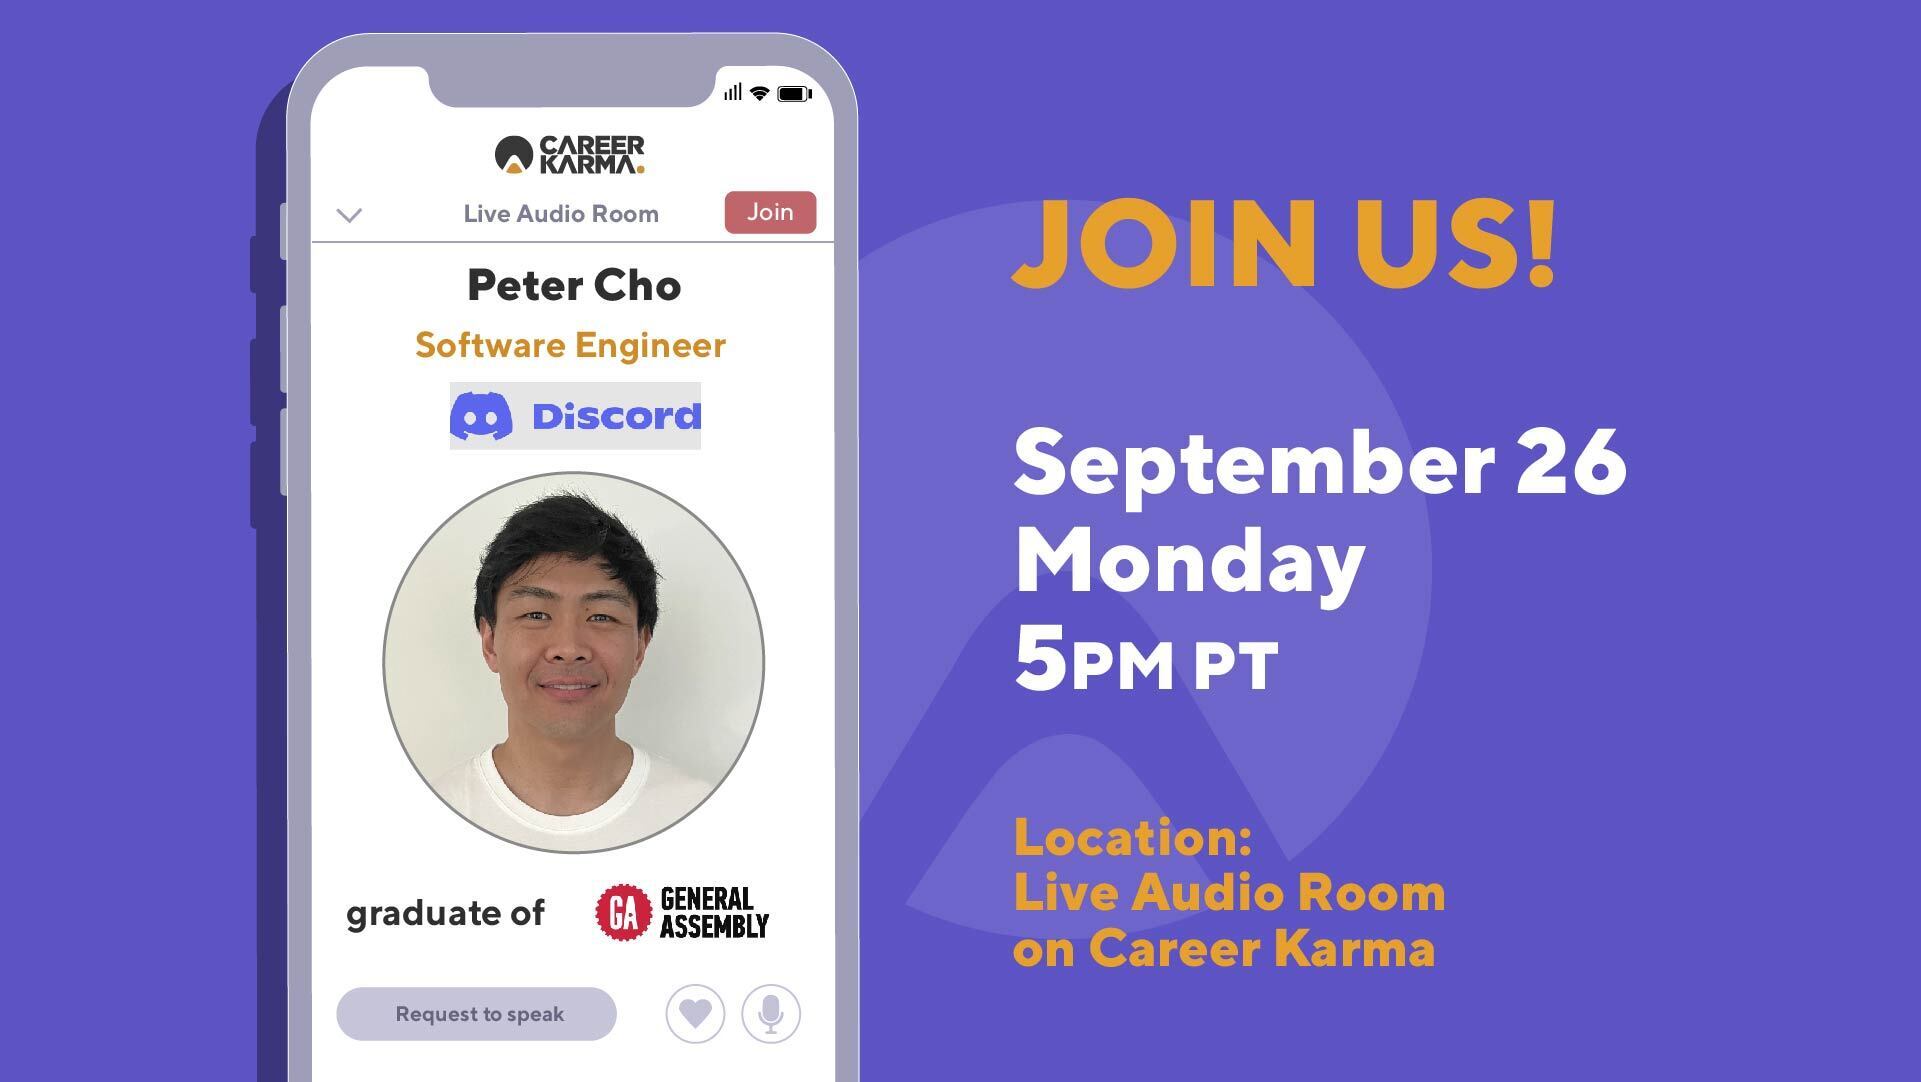 CAREER
KARMA.
Live Audio Room
Join
Peter Cho
Software Engineer
Discord
graduate of
GA
GENERAL
ASSEMBLY
Request to speak
JOIN US!
September 26
Monday
5PM PT
Location:
Live Audio Room
on Career Karma